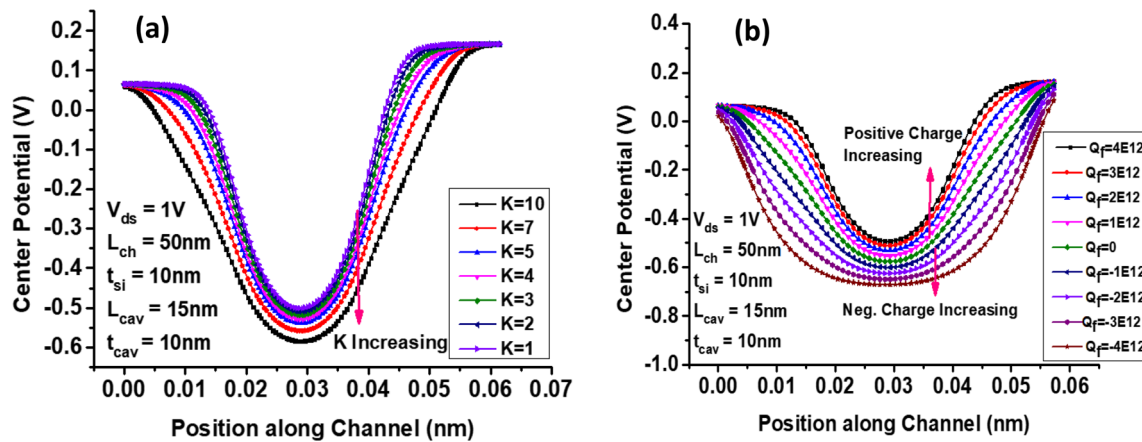 (a)
0.2
0.1
0.0
-0.1
-0.2
-0.3
-0.4
-0.5
-0.6
Center Potential (V)
V_ds = 1V
L_ch = 50nm
t_si = 10nm
L_cav = 15nm
t_cav = 10nm
K Increasing
K=10
K=7
K=5
K=4
K=3
K=2
K=1
0.00 0.01 0.02 0.03 0.04 0.05 0.06 0.07
Position along Channel (nm)
(b)
0.4
0.2
0.0
-0.2
-0.4
-0.6
-0.8
-1.0
Center Potential (V)
Positive Charge
Increasing
V_ds = 1V
L_ch = 50nm
t_si = 10nm
L_cav = 15nm
t_cav = 10nm
Neg. Charge Increasing
Q_f=4E12
Q_f=3E12
Q_f=2E12
Q_f=1E12
Q_f=0
Q_f=-1E12
Q_f=-2E12
Q_f=-3E12
Q_f=-4E12
0.00 0.01 0.02 0.03 0.04 0.05 0.06
Position along Channel (nm)